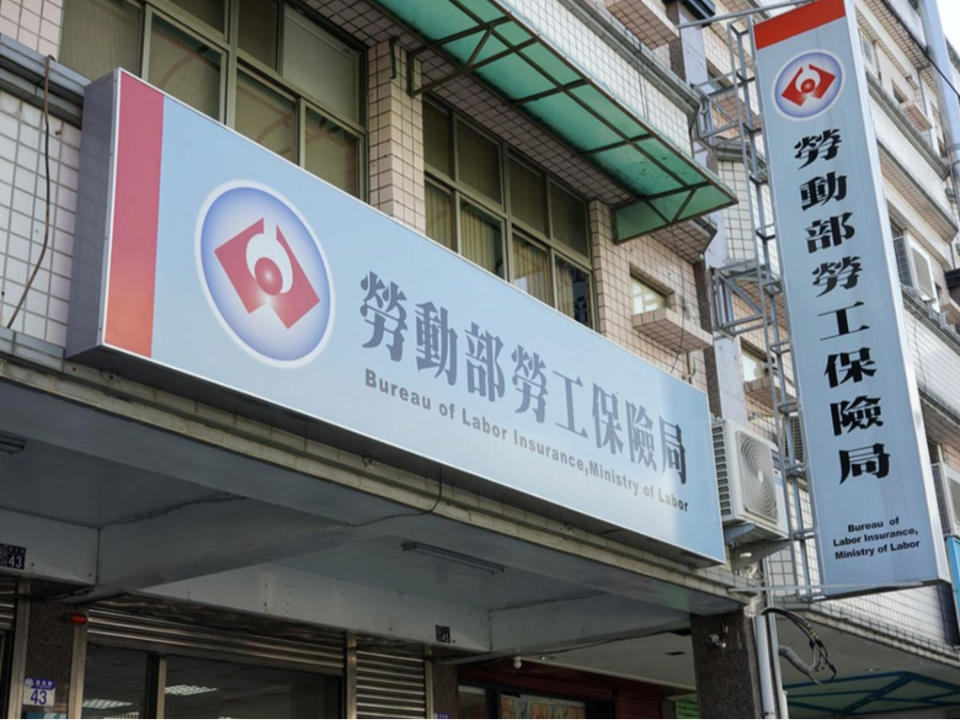 勞動部勞工保險局
Bureau of Labor Insurance,Ministry of Labor
勞動部勞工保險局
Bureau of
Labor Insurance,
Ministry of Labor
43
43